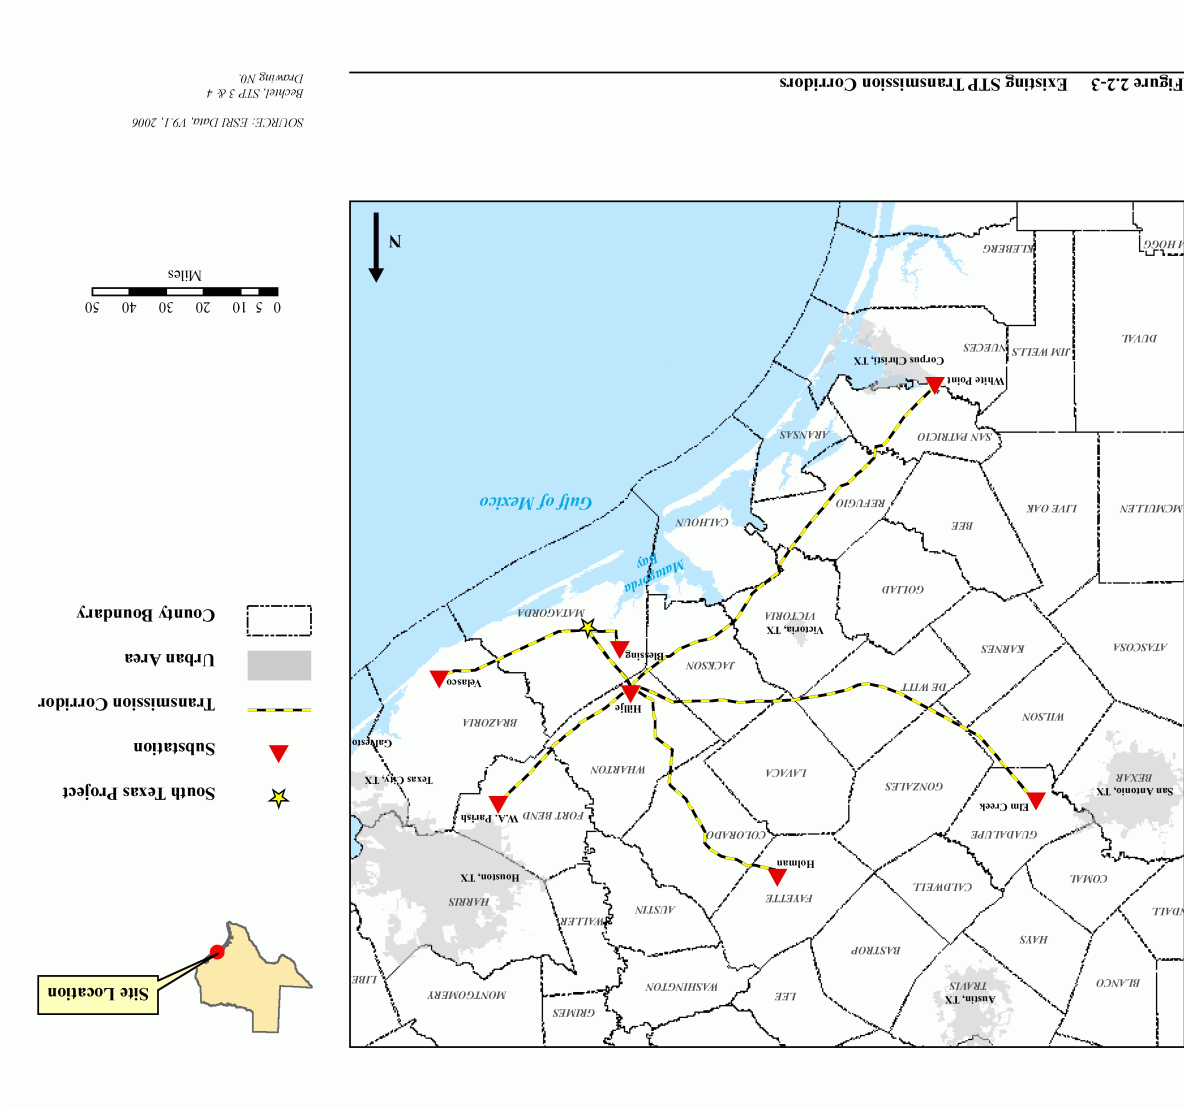 GRIMES
MONTGOMERY
LIBE
BLANCO
Austin, TX
TRAVIS
LEE
WASHINGTON
HAYS
BASTROP
WALLER
NDALL
COMAL
CALDWELL
FAYETTE
AUSTIN
HARRIS
Houston, TX
Holman
GUADALUPE
COLORADO
W.A. Parish
FORT BEND
Elm Creek
San Antonio, TX
BEXAR
GONZALES
LAVACA
WHARTON
Texas City, TX
Galvesto
BRAZORIA
WILSON
Hillje
DE WITT
Velasco
JACKSON
Blessing
ATASCOSA
KARNES
Victoria, TX
VICTORIA
MATAGORDA
GOLIAD
Matagorda
Bay
BEE
CALHOUN
MCMULLEN
LIVE OAK
REFUGIO
Gulf of Mexico
SAN PATRICIO
ARANSAS
White Point
Corpus Christi, TX
DUVAL
JIM WELLS
NUECES
M HOGG
KLEBERG
N
Site Location
South Texas Project
Substation
Transmission Corridor
Urban Area
County Boundary
0 5 10 20 30 40 50
Miles
SOURCE: ESRI Data, V9.1, 2006
Bechtel, STP 3 & 4
Drawing N0.
Figure 2.2-3 Existing STP Transmission Corridors